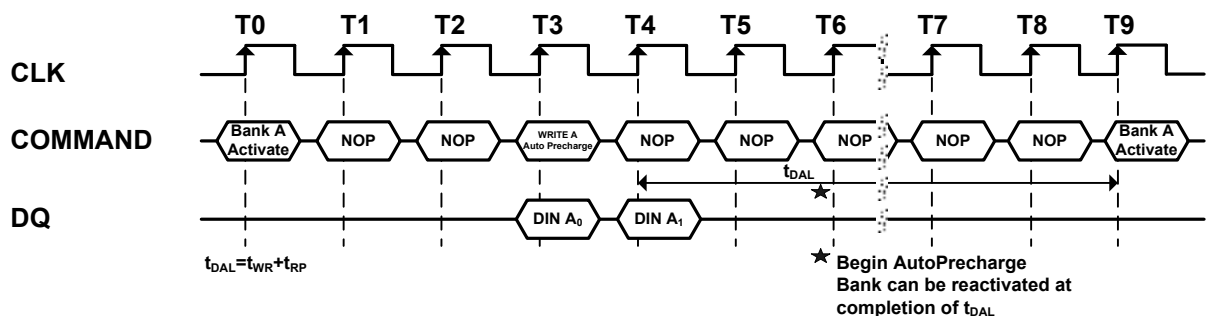 T0 T1 T2 T3 T4 T5 T6 T7 T8 T9
CLK
COMMAND Bank A Activate NOP NOP WRITE A Auto Precharge NOP NOP NOP NOP NOP Bank A Activate
tDAL
DQ DIN A0 DIN A1
tDAL=tWR+tRP
★ Begin AutoPrecharge
Bank can be reactivated at
completion of tDAL